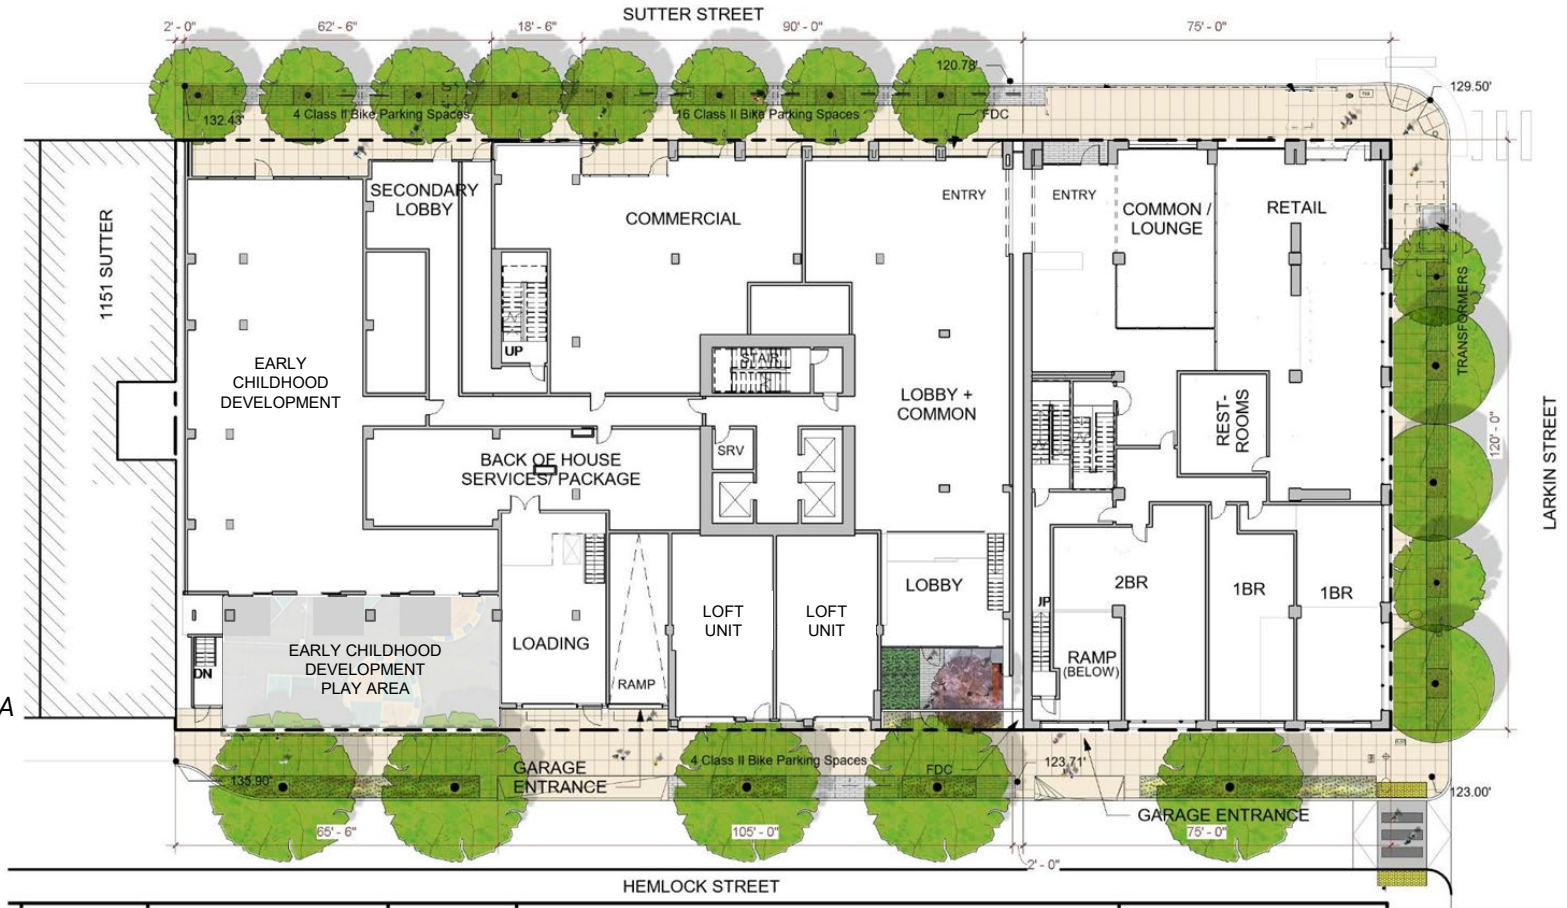 SUTTER STREET
2' - 0"
62' - 6"
18' - 6"
90' - 0"
75' - 0"
120.78'
129.50'
132.43'
4 Class II Bike Parking Spaces
16 Class II Bike Parking Spaces
FDC
1151 SUTTER
SECONDARY
LOBBY
COMMERCIAL
ENTRY
ENTRY
COMMON /
LOUNGE
RETAIL
TRANSFORMERS
UP
STAIR
EARLY
CHILDHOOD
DEVELOPMENT
LOBBY +
COMMON
REST-
ROOMS
120' - 0"
LARKIN STREET
SRV
BACK OF HOUSE
SERVICES/ PACKAGE
LOBBY
2BR
1BR
1BR
LOFT
UNIT
LOFT
UNIT
LOADING
EARLY CHILDHOOD
DEVELOPMENT
PLAY AREA
DN
RAMP
RAMP
(BELOW)
A
GARAGE
ENTRANCE
4 Class II Bike Parking Spaces
FDC
123.71'
135.90'
123.00'
GARAGE ENTRANCE
65' - 6"
105' - 0"
75' - 0"
2' - 0"
HEMLOCK STREET